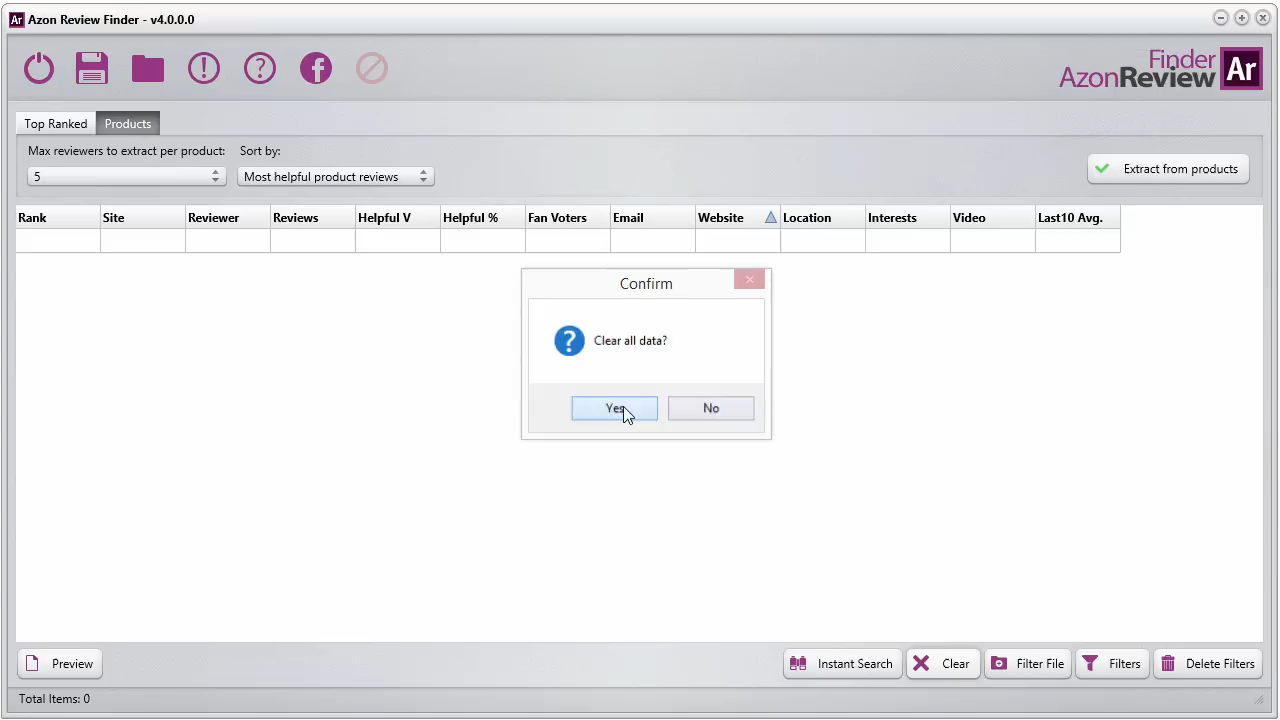 Ar Azon Review Finder - v4.0.0.0
Finder
AzonReview Ar
Top Ranked Products
Max reviewers to extract per product: Sort by:
5 Most helpful product reviews Extract from products
Rank Site Reviewer Reviews Helpful V Helpful % Fan Voters Email Website Location Interests Video Last10 Avg.
Confirm
? Clear all data?
Yes No
Preview Instant Search Clear Filter File Filters Delete Filters
Total Items: 0